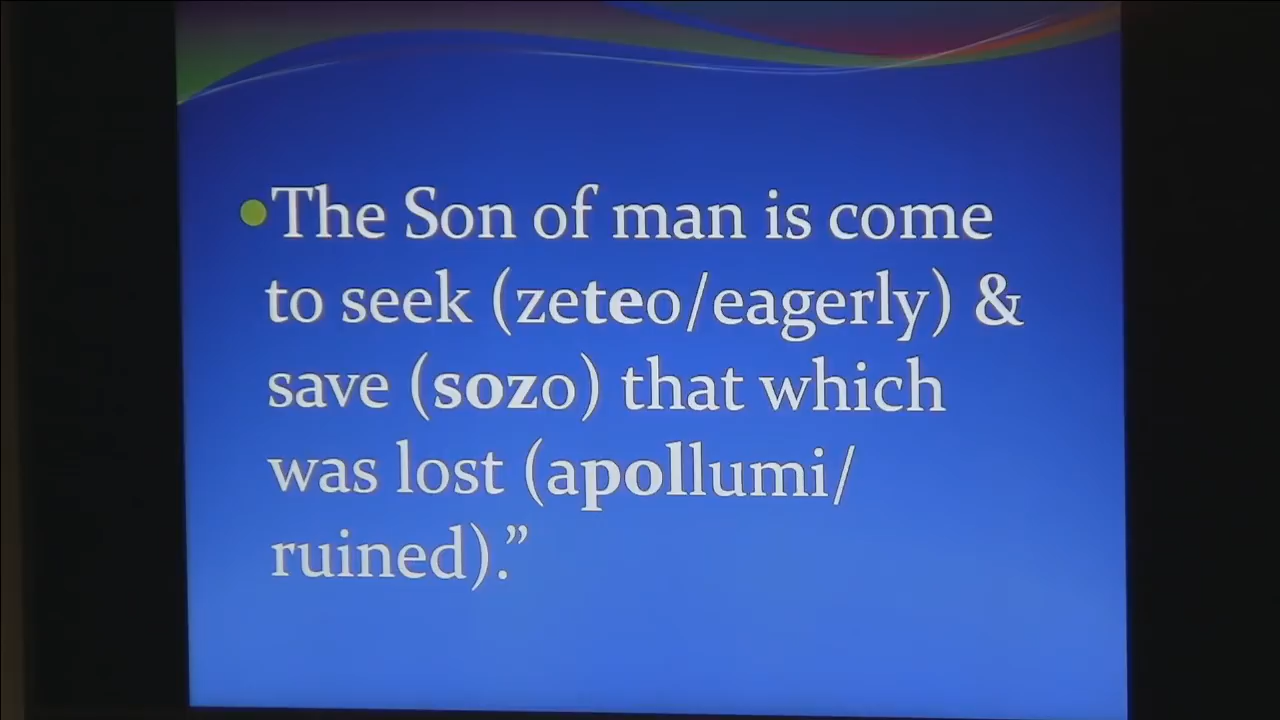 •The Son of man is come
to seek (zeteo/eagerly) &
save (sozo) that which
was lost (apollumi/
ruined).”